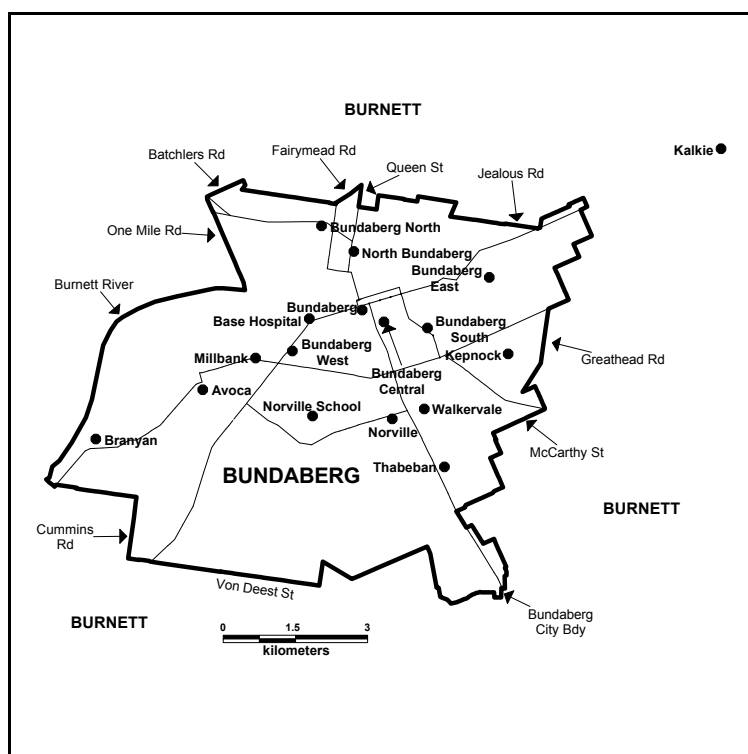 BURNETT
Kalkie
Fairymead Rd
Batchlers Rd
Queen St
Jealous Rd
One Mile Rd
Bundaberg North
North Bundaberg
Bundaberg
East
Burnett River
Bundaberg
Base Hospital
Bundaberg
South
Bundaberg
West
Millbank
Kepnock
Greathead Rd
Bundaberg
Central
Avoca
Norville School
Walkervale
Norville
Branyan
McCarthy St
Thabeban
BUNDABERG
BURNETT
Cummins
Rd
Von Deest St
BURNETT
Bundaberg
City Bdy
0 1.5 3
kilometers